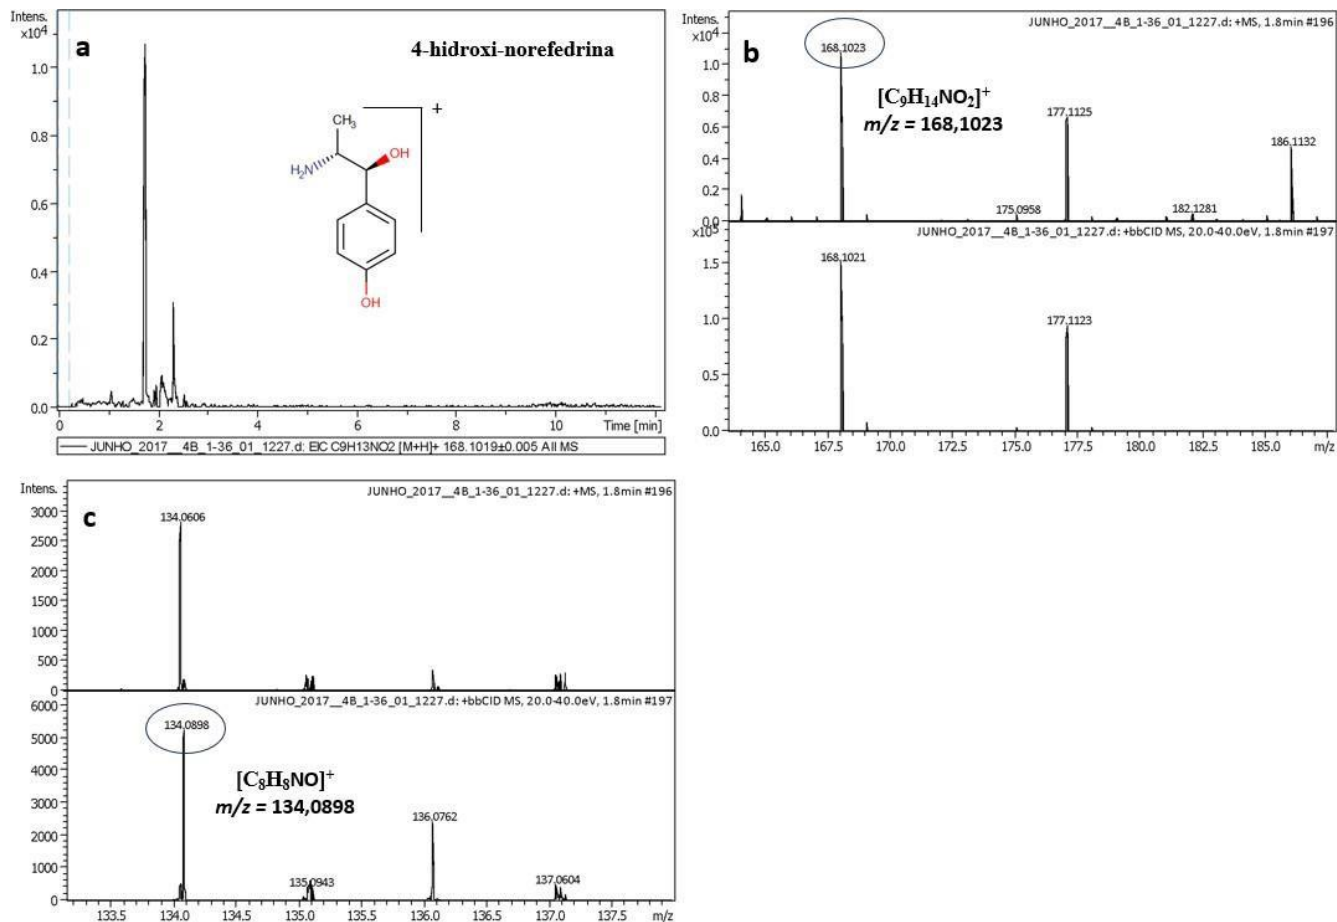 Intens.
x10⁴
a
4-hidroxi-norefedrina
+
CH₃
OH
H₂N
OH
1.0
0.8
0.6
0.4
0.2
0.0
0 2 4 6 8 10 Time [min]
JUNHO_2017__4B_1-36_01_1227.d: EIC C9H13NO2 [M+H]+ 168.1019±0.005 All MS
Intens.
x10⁴
JUNHO_2017__4B_1-36_01_1227.d: +MS, 1.8min #196
b
168.1023
[C₉H₁₄NO₂]⁺
m/z = 168,1023
177.1125
186.1132
175.0958
182.1281
1.0
0.8
0.6
0.4
0.2
0.0
x10⁵
JUNHO_2017__4B_1-36_01_1227.d: +bbCID MS, 20.0-40.0eV, 1.8min #197
168.1021
177.1123
1.5
1.0
0.5
0.0
165.0 167.5 170.0 172.5 175.0 177.5 180.0 182.5 185.0 m/z
Intens.
JUNHO_2017__4B_1-36_01_1227.d: +MS, 1.8min #196
c
134.0606
3000
2500
2000
1500
1000
500
0
JUNHO_2017__4B_1-36_01_1227.d: +bbCID MS, 20.0-40.0eV, 1.8min #197
134.0898
[C₈H₈NO]⁺
m/z = 134,0898
136.0762
135.0943
137.0604
6000
5000
4000
3000
2000
1000
0
133.5 134.0 134.5 135.0 135.5 136.0 136.5 137.0 137.5 m/z